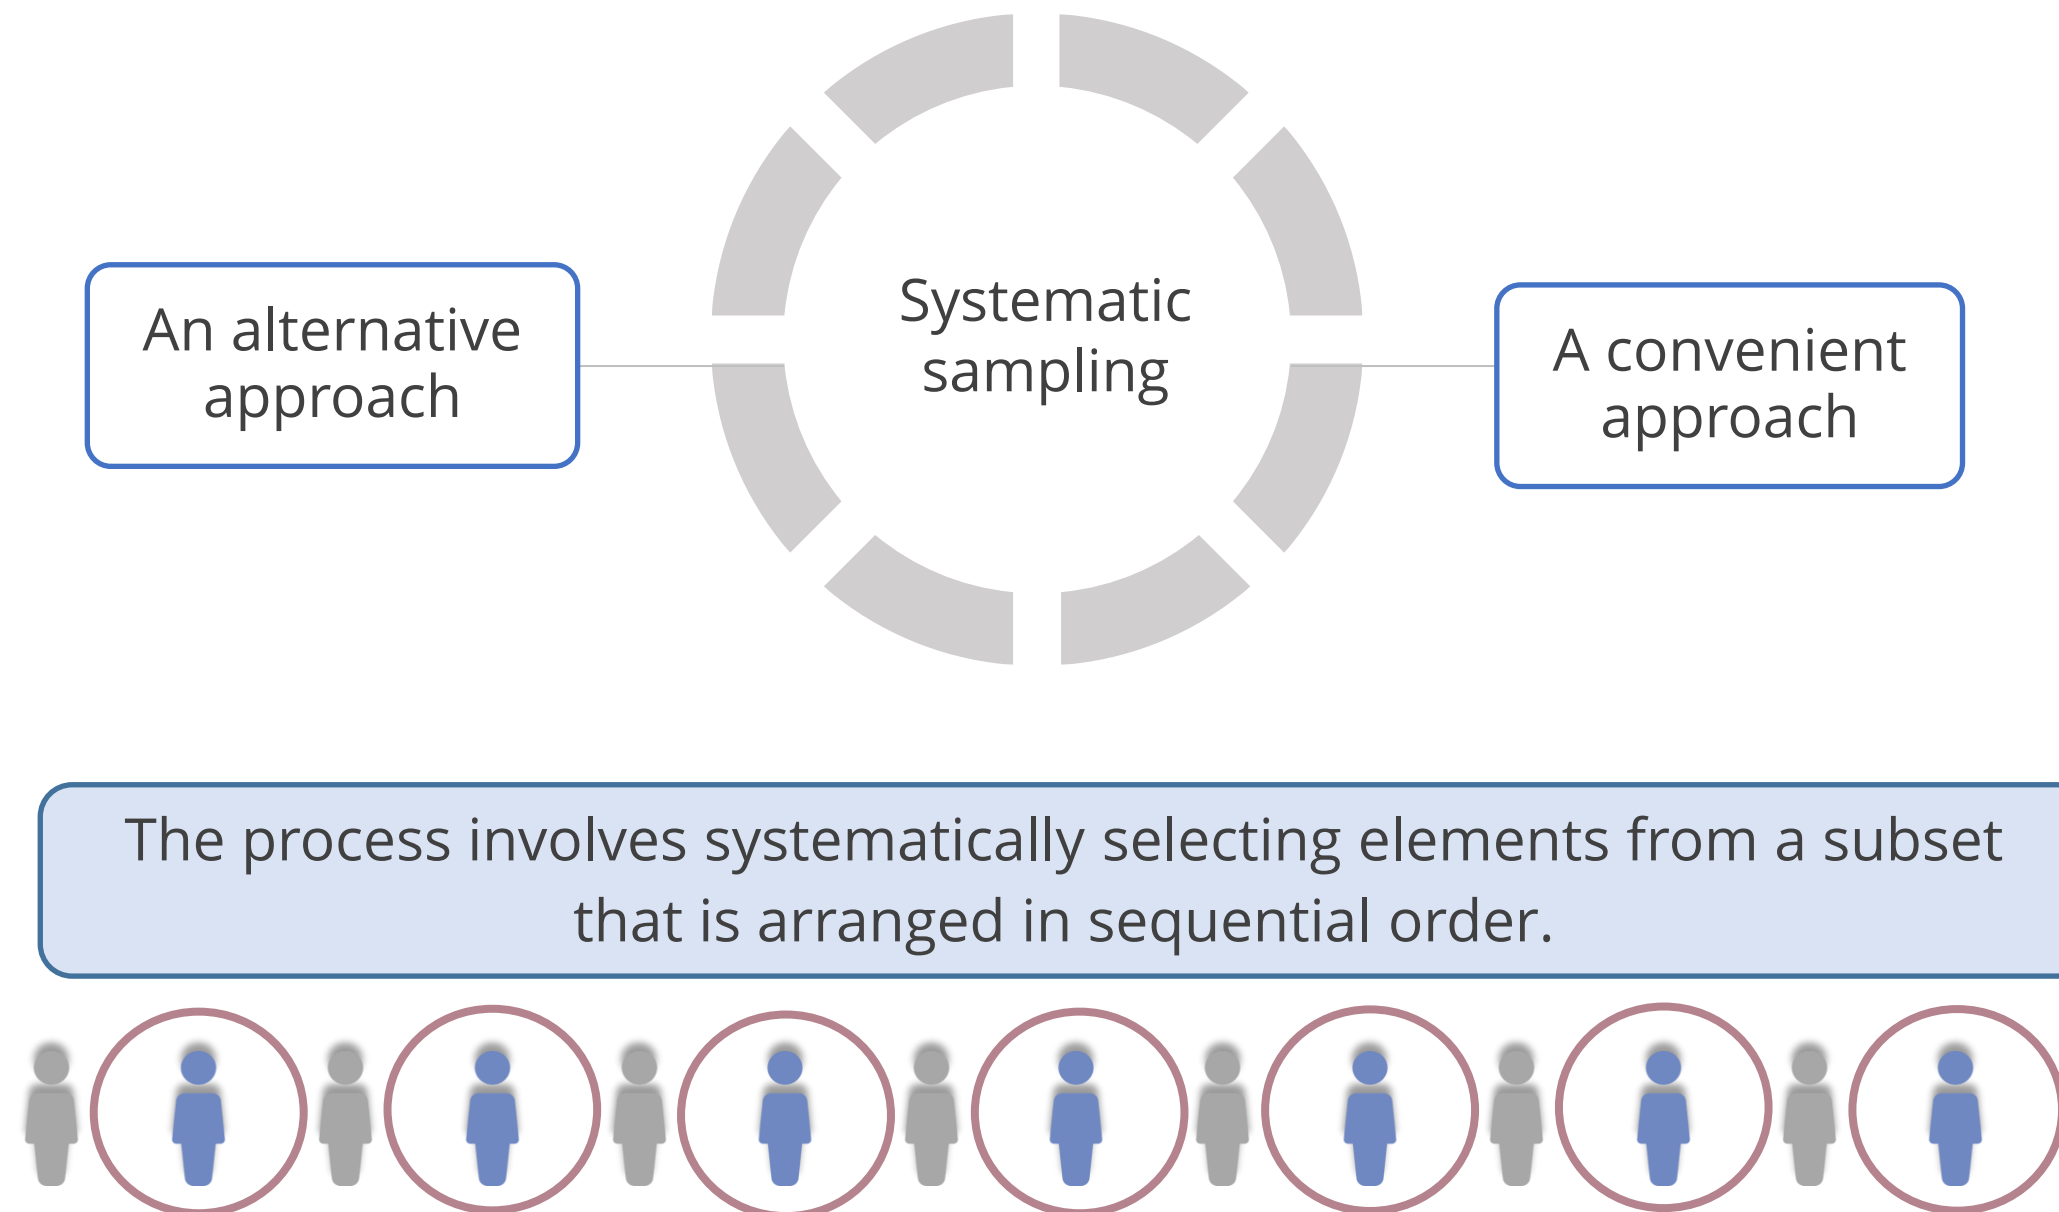 Systematic
sampling
An alternative
approach
A convenient
approach
The process involves systematically selecting elements from a subset
that is arranged in sequential order.